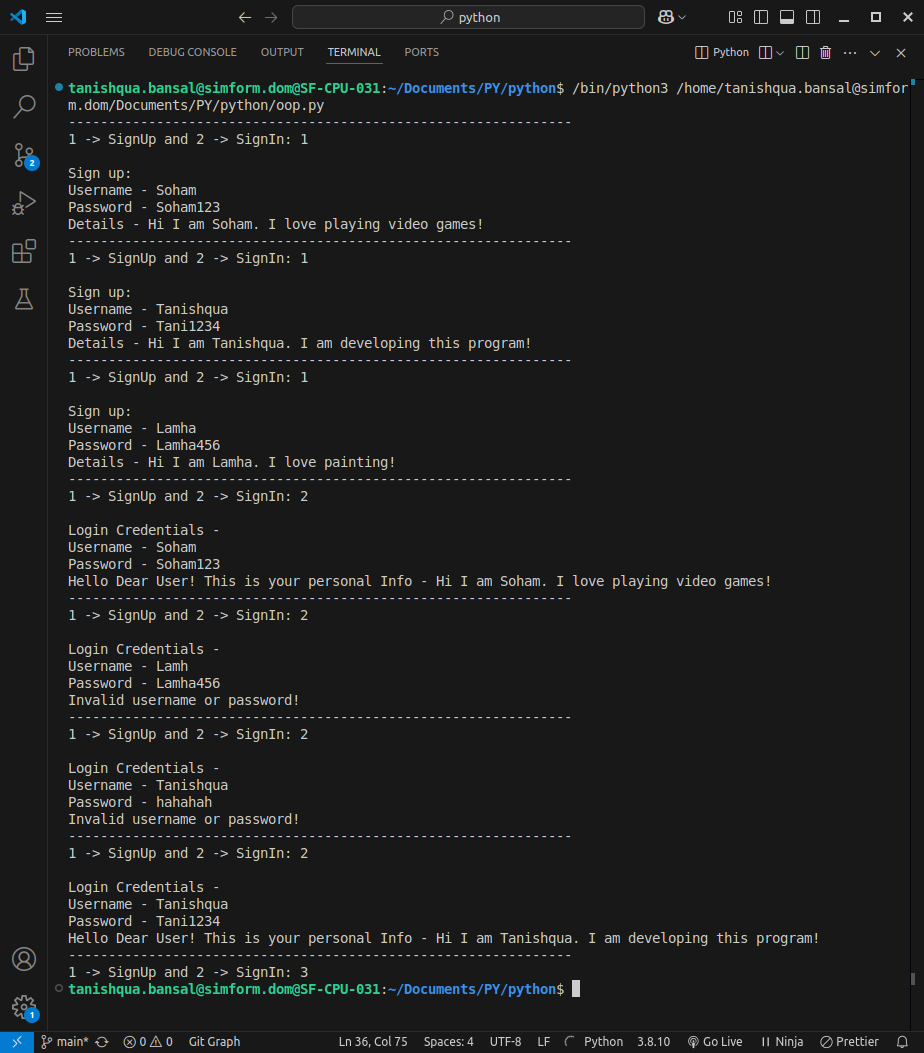 python
PROBLEMS DEBUG CONSOLE OUTPUT TERMINAL PORTS Python
tanishqua.bansal@simform.dom@SF-CPU-031:~/Documents/PY/python$ /bin/python3 /home/tanishqua.bansal@simfor
m.dom/Documents/PY/python/oop.py
---------------------------------------------------------------
1 -> SignUp and 2 -> SignIn: 1
Sign up:
Username - Soham
Password - Soham123
Details - Hi I am Soham. I love playing video games!
---------------------------------------------------------------
1 -> SignUp and 2 -> SignIn: 1
Sign up:
Username - Tanishqua
Password - Tani1234
Details - Hi I am Tanishqua. I am developing this program!
---------------------------------------------------------------
1 -> SignUp and 2 -> SignIn: 1
Sign up:
Username - Lamha
Password - Lamha456
Details - Hi I am Lamha. I love painting!
---------------------------------------------------------------
1 -> SignUp and 2 -> SignIn: 2
Login Credentials -
Username - Soham
Password - Soham123
Hello Dear User! This is your personal Info - Hi I am Soham. I love playing video games!
---------------------------------------------------------------
1 -> SignUp and 2 -> SignIn: 2
Login Credentials -
Username - Lamh
Password - Lamha456
Invalid username or password!
---------------------------------------------------------------
1 -> SignUp and 2 -> SignIn: 2
Login Credentials -
Username - Tanishqua
Password - hahahah
Invalid username or password!
---------------------------------------------------------------
1 -> SignUp and 2 -> SignIn: 2
Login Credentials -
Username - Tanishqua
Password - Tani1234
Hello Dear User! This is your personal Info - Hi I am Tanishqua. I am developing this program!
---------------------------------------------------------------
1 -> SignUp and 2 -> SignIn: 3
tanishqua.bansal@simform.dom@SF-CPU-031:~/Documents/PY/python$
2
1
main* 0 0 Git Graph Ln 36, Col 75 Spaces: 4 UTF-8 LF Python 3.8.10 Go Live Ninja Prettier